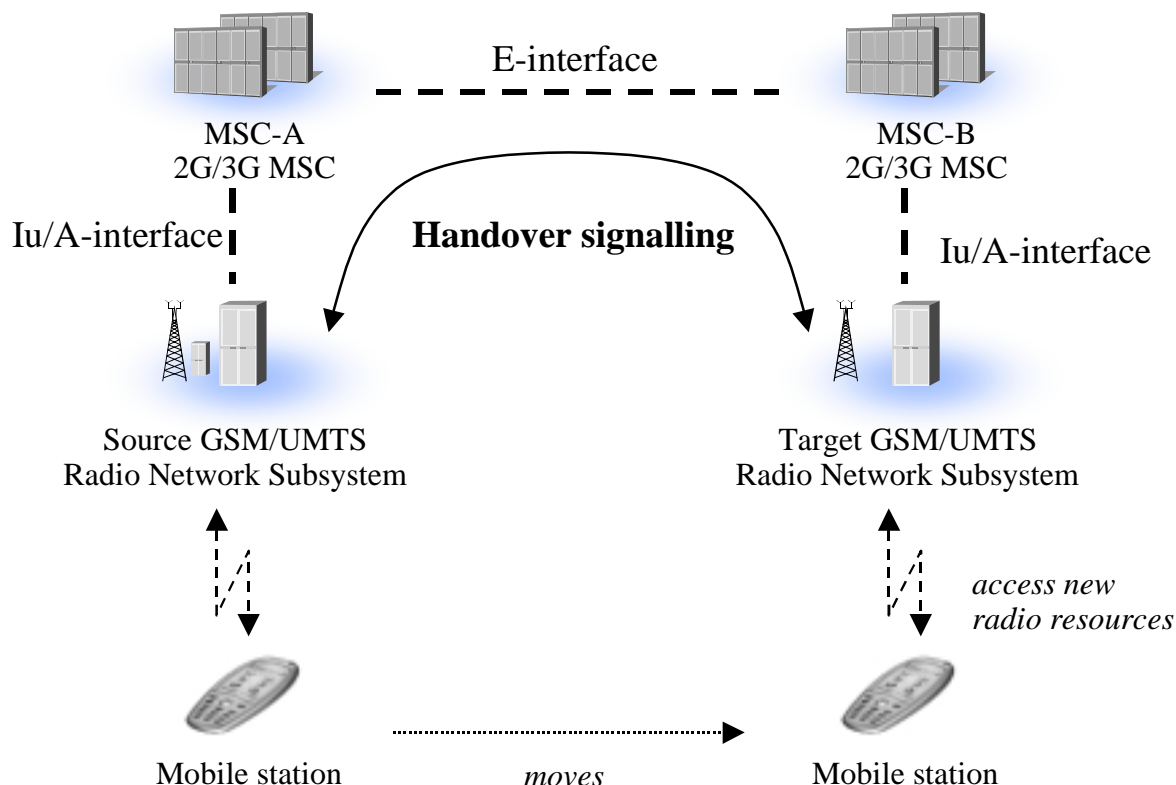 E-interface
MSC-A
2G/3G MSC
MSC-B
2G/3G MSC
Iu/A-interface
Handover signalling
Iu/A-interface
Source GSM/UMTS
Radio Network Subsystem
Target GSM/UMTS
Radio Network Subsystem
access new
radio resources
Mobile station
moves
Mobile station